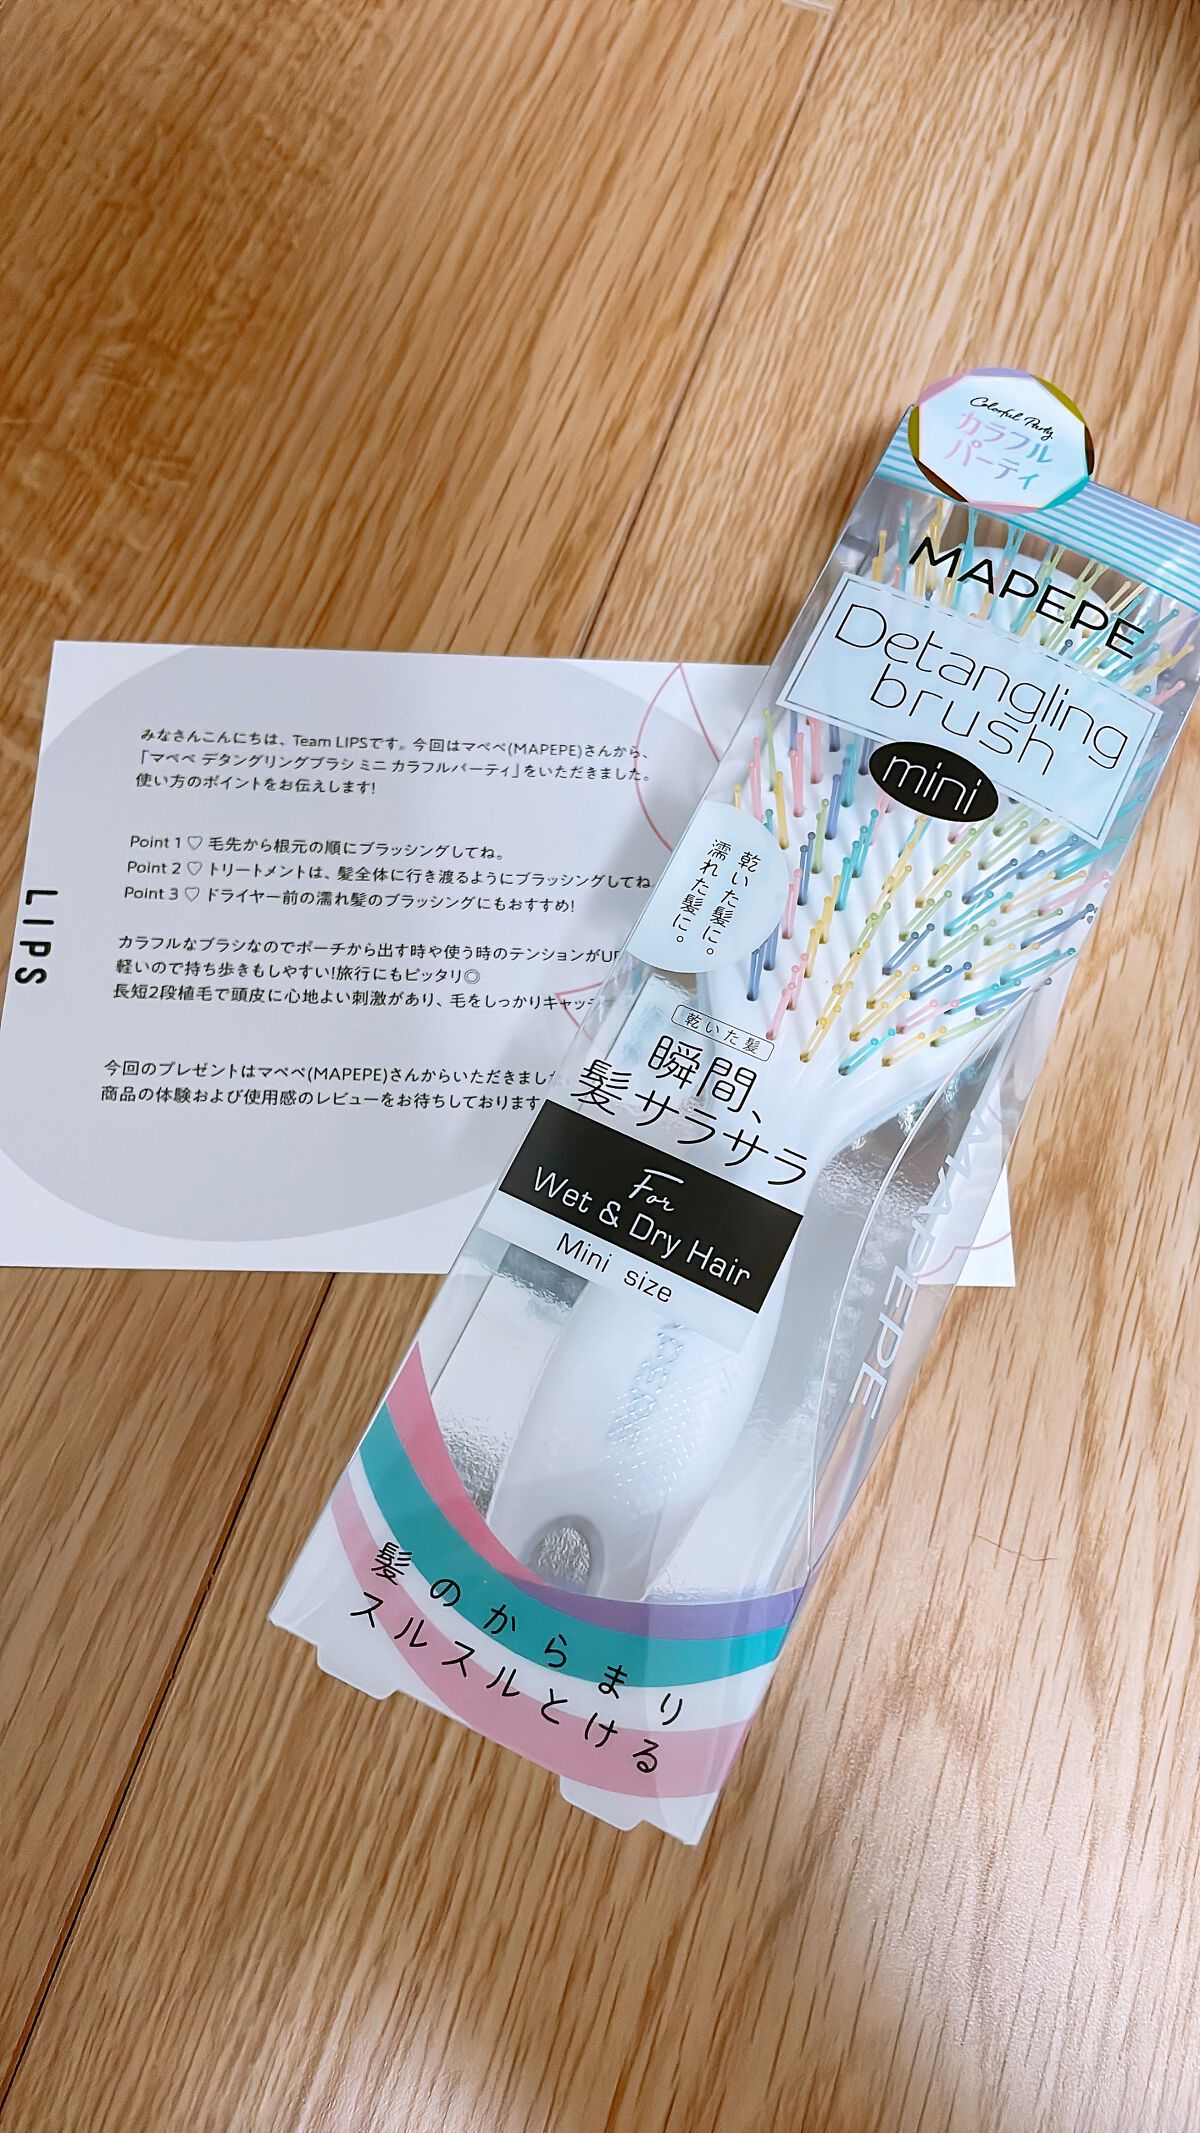 みなさんこんにちは、Team LIPSです。今回はマペペ(MAPEPE)さんから、
「マペペ デタングリングブラシ ミニ カラフルパーティ」をいただきました。
使い方のポイントをお伝えします!
Point 1 ♡ 毛先から根元の順にブラッシングしてね。
Point 2 ♡ トリートメントは、髪全体に行き渡るようにブラッシングしてね
Point 3 ♡ ドライヤー前の濡れ髪のブラッシングにもおすすめ!
カラフルなブラシなのでポーチから出す時や使う時のテンションがUP
軽いので持ち歩きもしやすい!旅行にもピッタリ◎
長短2段植毛で頭皮に心地よい刺激があり、毛をしっかりキャッチ
今回のプレゼントはマペペ(MAPEPE)さんからいただきました
商品の体験および使用感のレビューをお待ちしております
LIPS
Colorful Party
カラフル
パーティ
MAPEPE
Detangling
brush
mini
乾いた髪に。
濡れた髪に。
乾いた髪
瞬間、
髪サラサラ
For
Wet & Dry Hair
Mini size
MAPEPE
髪のからまり
スルスルとける